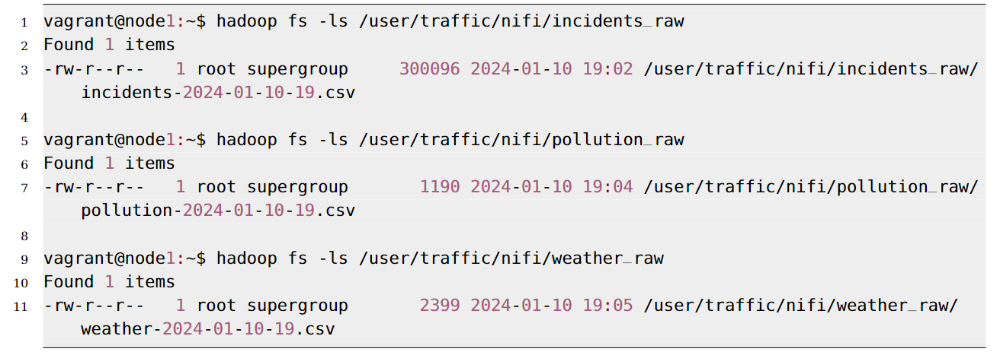 1 vagrant@node1:~$ hadoop fs -ls /user/traffic/nifi/incidents_raw
2 Found 1 items
3 -rw-r--r--   1 root supergroup     300096 2024-01-10 19:02 /user/traffic/nifi/incidents_raw/
incidents-2024-01-10-19.csv
4
5 vagrant@node1:~$ hadoop fs -ls /user/traffic/nifi/pollution_raw
6 Found 1 items
7 -rw-r--r--   1 root supergroup       1190 2024-01-10 19:04 /user/traffic/nifi/pollution_raw/
pollution-2024-01-10-19.csv
8
9 vagrant@node1:~$ hadoop fs -ls /user/traffic/nifi/weather_raw
10 Found 1 items
11 -rw-r--r--   1 root supergroup       2399 2024-01-10 19:05 /user/traffic/nifi/weather_raw/
weather-2024-01-10-19.csv